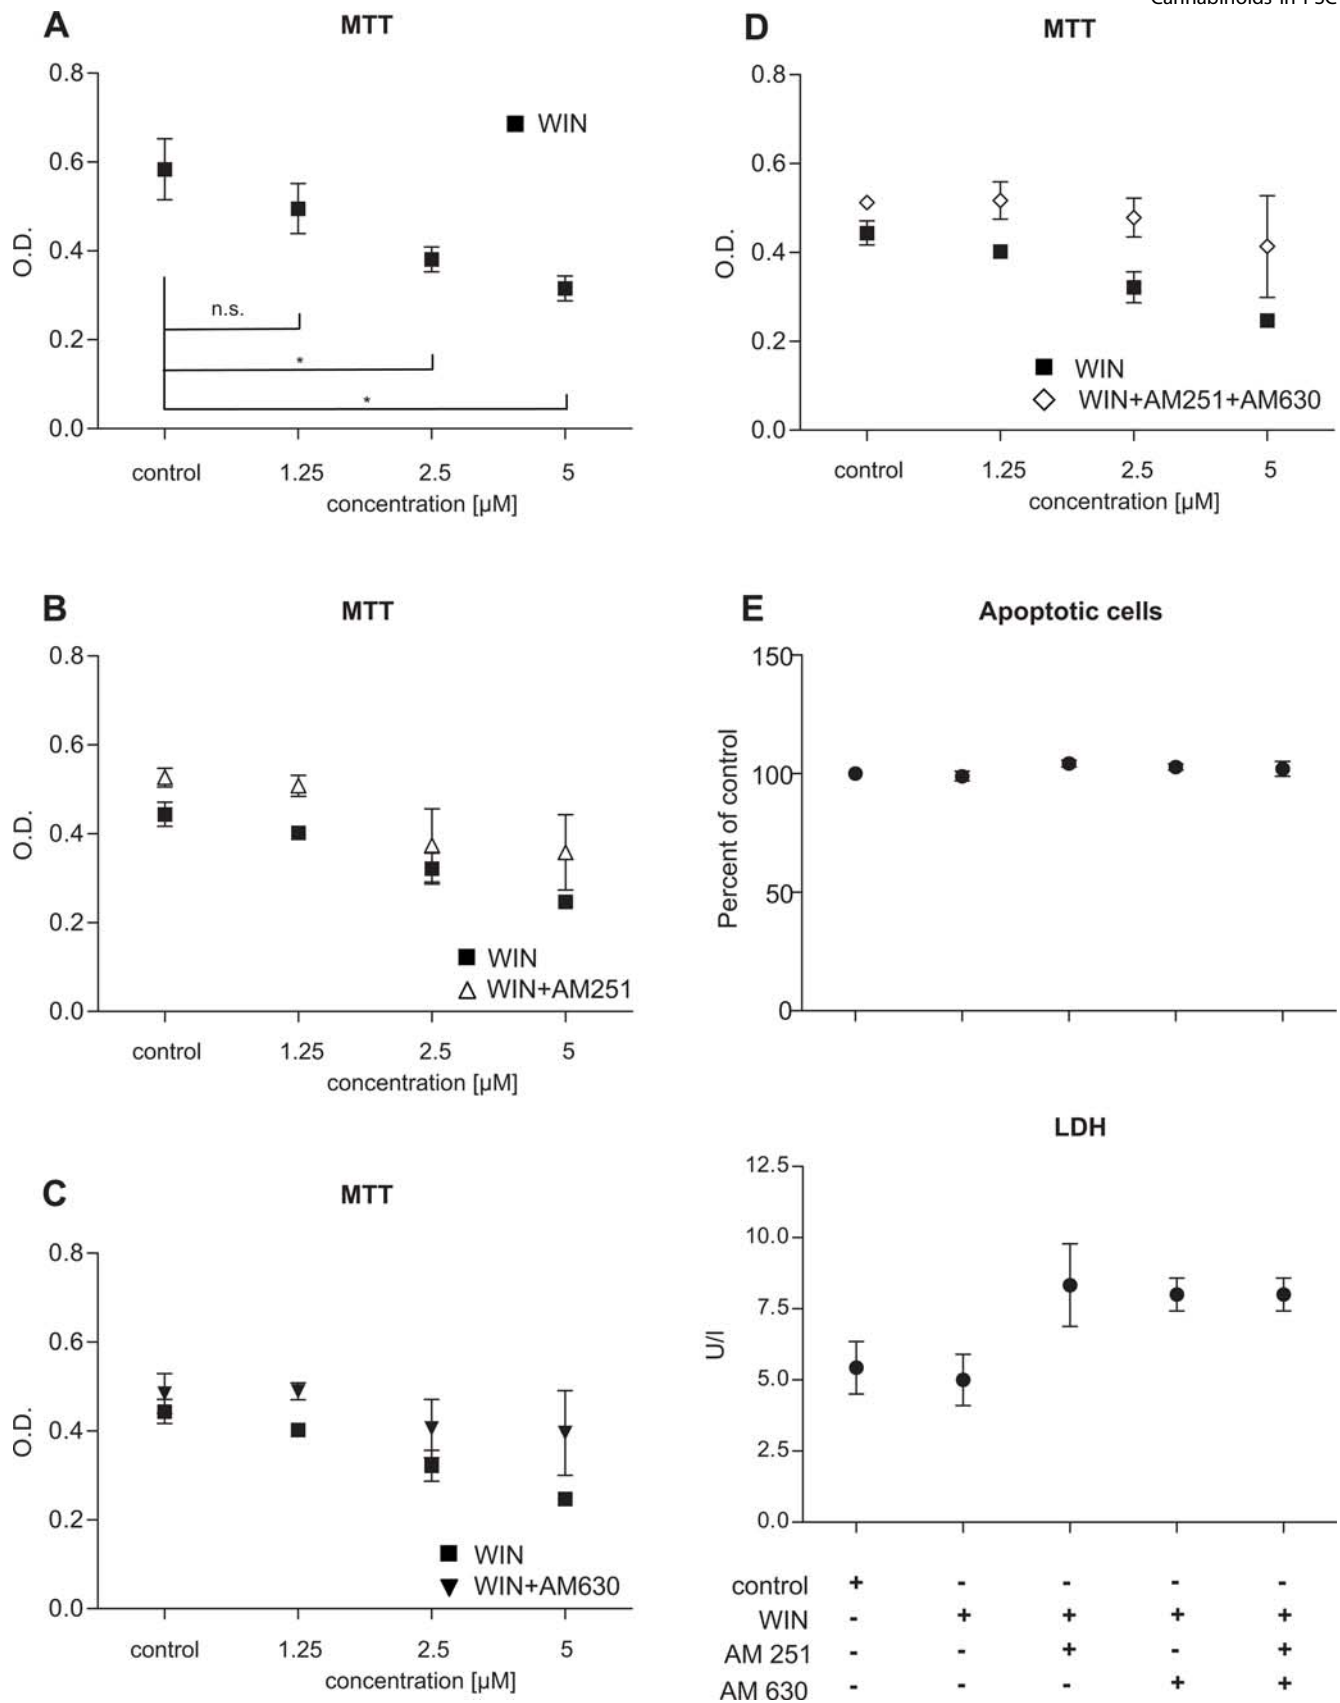 A
MTT
0.8
0.6
0.4
0.2
0.0
O.D.
WIN
n.s.
*
*
control 1.25 2.5 5
concentration [µM]
B
MTT
0.8
0.6
0.4
0.2
0.0
O.D.
WIN
WIN+AM251
control 1.25 2.5 5
concentration [µM]
C
MTT
0.8
0.6
0.4
0.2
0.0
O.D.
WIN
WIN+AM630
control 1.25 2.5 5
concentration [µM]
D
MTT
0.8
0.6
0.4
0.2
0.0
O.D.
WIN
WIN+AM251+AM630
control 1.25 2.5 5
concentration [µM]
E
Apoptotic cells
150
100
50
0
Percent of control
LDH
12.5
10.0
7.5
5.0
2.5
0.0
U/l
control + - - - -
WIN - + + + +
AM 251 - - + - +
AM 630 - - - + +